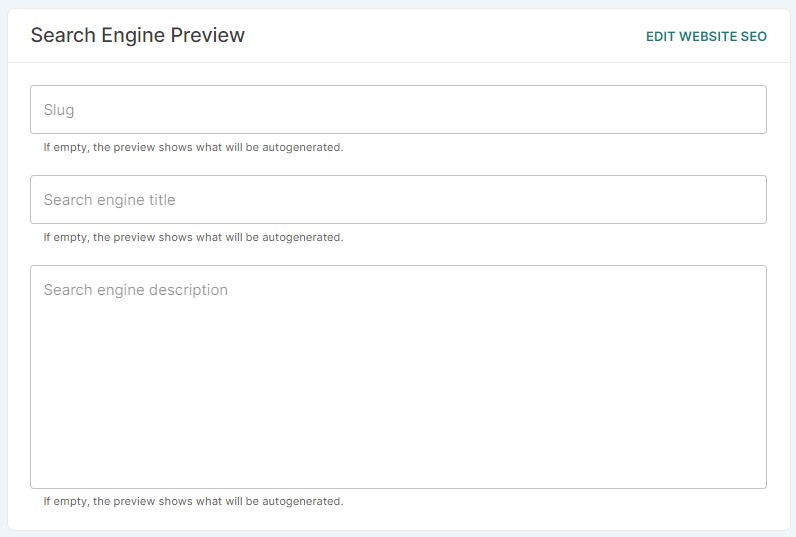 Search Engine Preview
EDIT WEBSITE SEO
Slug
If empty, the preview shows what will be autogenerated.
Search engine title
If empty, the preview shows what will be autogenerated.
Search engine description
If empty, the preview shows what will be autogenerated.